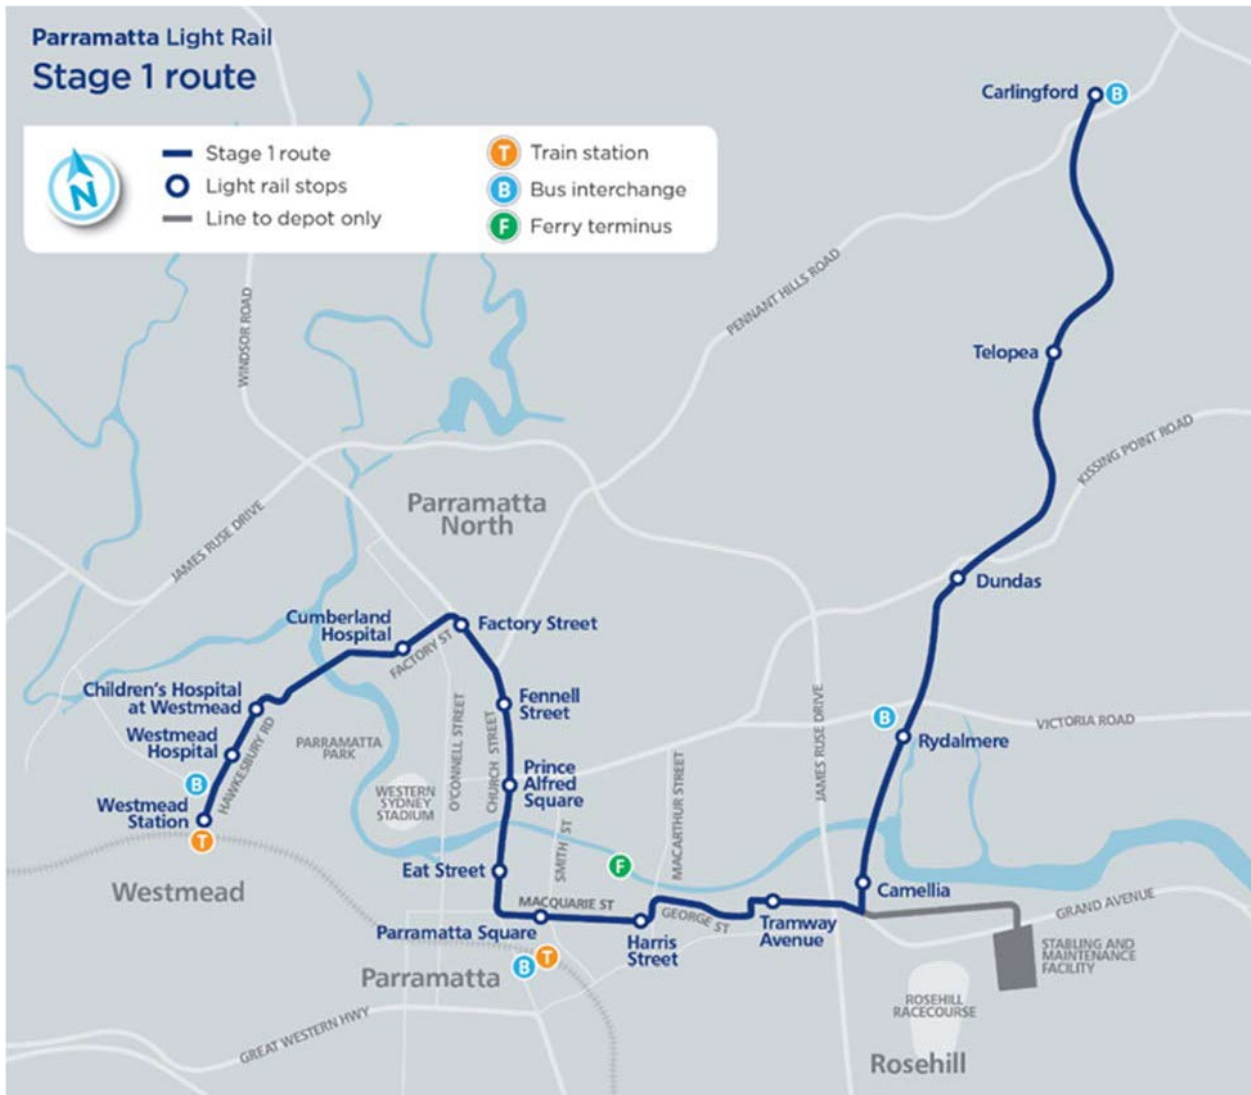 Parramatta Light Rail
Stage 1 route
N
Stage 1 route
Light rail stops
Line to depot only
T Train station
B Bus interchange
F Ferry terminus
Carlingford B
WINDSOR ROAD
PENNANT HILLS ROAD
Telopea
KISSING POINT ROAD
Parramatta
North
JAMES RUSE DRIVE
Dundas
Cumberland
Hospital
Factory Street
FACTORY ST
Children's Hospital
at Westmead
Fennell
Street
Westmead
Hospital
HAWKESBURY RD
PARRAMATTA
PARK
O'CONNELL STREET
CHURCH STREET
JAMES RUSE DRIVE
B
VICTORIA ROAD
Rydalmere
Prince
Alfred
Square
MACARTHUR STREET
B
WESTERN
SYDNEY
STADIUM
Westmead
Station
T
SMITH ST
F
Eat Street
Westmead
Camellia
MACQUARIE ST
GEORGE ST
GRAND AVENUE
Parramatta Square
Harris
Street
Tramway
Avenue
STABLING AND
MAINTENANCE
FACILITY
B T
Parramatta
ROSEHILL
RACECOURSE
GREAT WESTERN HWY
Rosehill